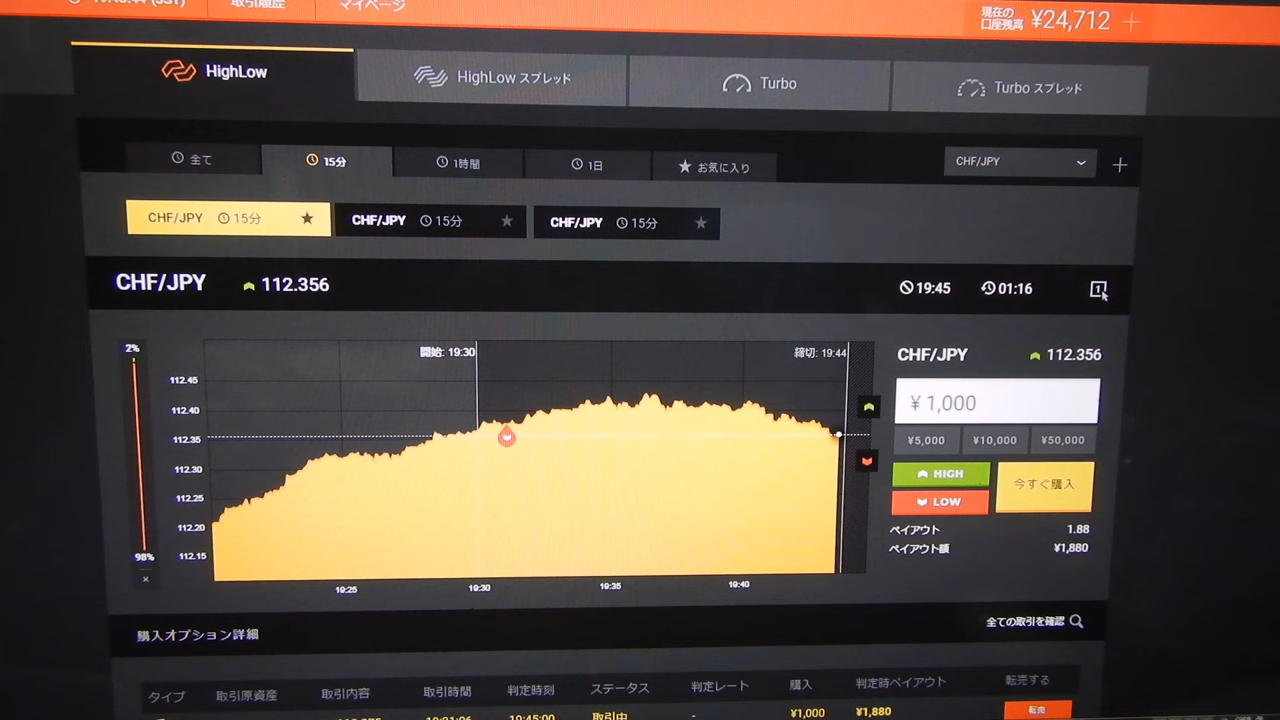 取引履歴
マイページ
現在の
口座残高 ¥24,712
HighLow
HighLow スプレッド
Turbo
Turbo スプレッド
全て
15分
1時間
1日
お気に入り
CHF/JPY
CHF/JPY 15分
CHF/JPY 15分
CHF/JPY 15分
CHF/JPY 112.356
19:45 01:16
1
2%
98%
×
開始: 19:30
締切: 19:44
112.45
112.40
112.35
112.30
112.25
112.20
112.15
19:25
19:30
19:35
19:40
CHF/JPY 112.356
¥ 1,000
¥5,000 ¥10,000 ¥50,000
HIGH
LOW
今すぐ購入
ペイアウト 1.88
ペイアウト額 ¥1,880
購入オプション詳細
全ての取引を確認
タイプ 取引原資産 取引内容 取引時間 判定時刻 ステータス 判定レート 購入 判定時ペイアウト 転売する
19:45:00 取引中 - ¥1,000 ¥1,880 転売